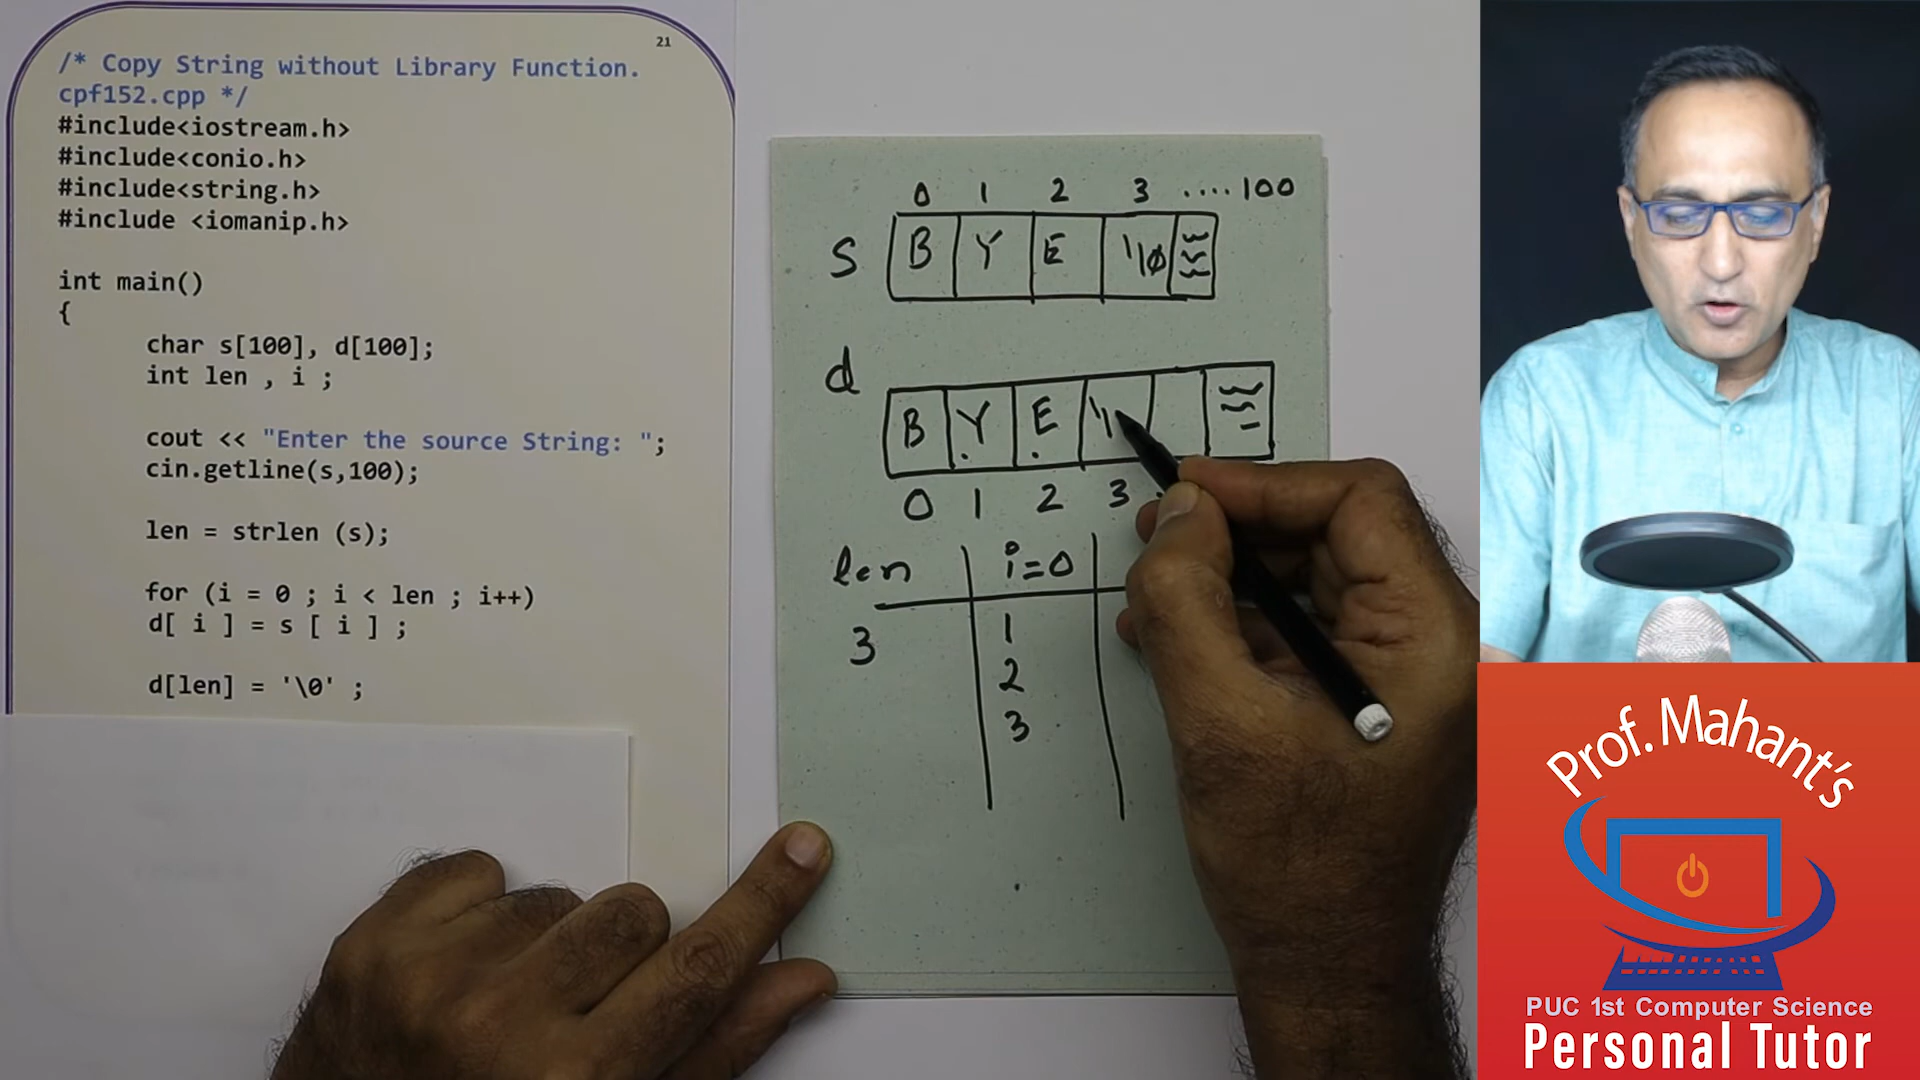 21
/* Copy String without Library Function.
cpf152.cpp */
#include<iostream.h>
#include<conio.h>
#include<string.h>
#include <iomanip.h>
int main()
{
char s[100], d[100];
int len , i ;
cout << "Enter the source String: ";
cin.getline(s,100);
len = strlen (s);
for (i = 0 ; i < len ; i++)
d[ i ] = s [ i ] ;
d[len] = '\0' ;
0 1 2 3 ....100
S B Y E \0
d
B Y E \
0 1 2 3
len i=0
3 1
2
3
Prof. Mahant's
PUC 1st Computer Science
Personal Tutor